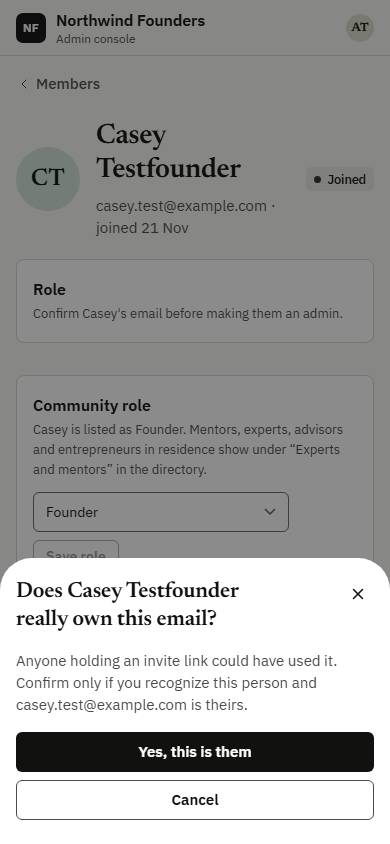 NF
Northwind Founders
Admin console
AT
Members
CT
Casey
Testfounder
casey.test@example.com ·
joined 21 Nov
Joined
Role
Confirm Casey's email before making them an admin.
Community role
Casey is listed as Founder. Mentors, experts, advisors
and entrepreneurs in residence show under “Experts
and mentors” in the directory.
Founder
Save role
Does Casey Testfounder
really own this email?
Anyone holding an invite link could have used it.
Confirm only if you recognize this person and
casey.test@example.com is theirs.
Yes, this is them
Cancel